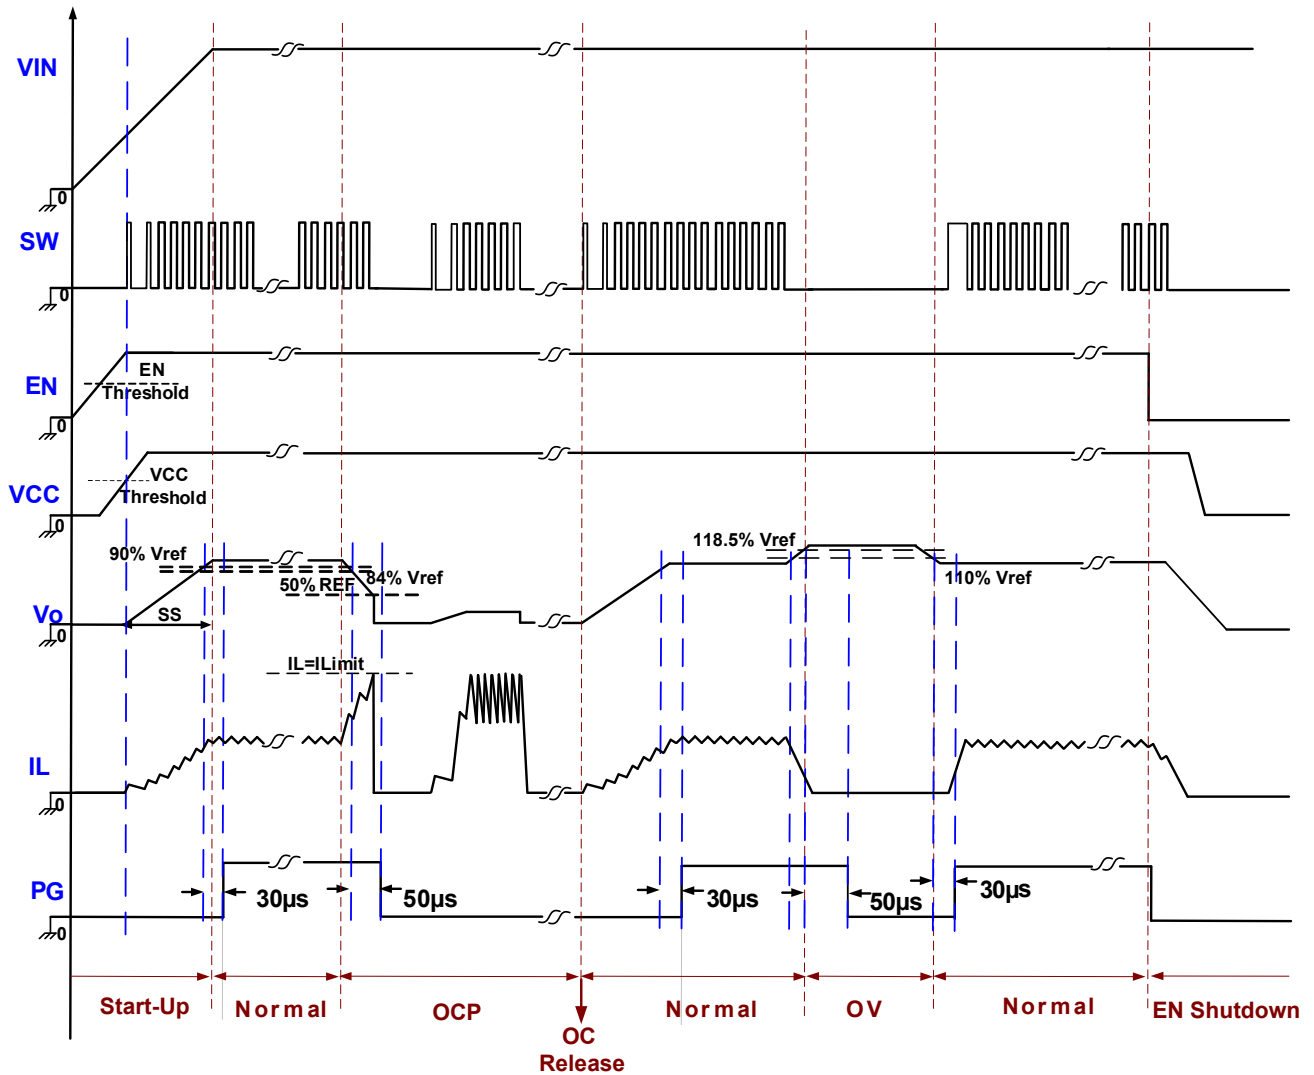 VIN
0
SW
0
EN
Threshold
EN
0
VCC
Threshold
VCC
0
90% Vref
118.5% Vref
50% REF
84% Vref
110% Vref
Vo
SS
0
IL=ILimit
IL
0
PG
30µs
50µs
30µs
50µs
30µs
0
Start-Up
Normal
OCP
Normal
OV
Normal
EN Shutdown
OC
Release